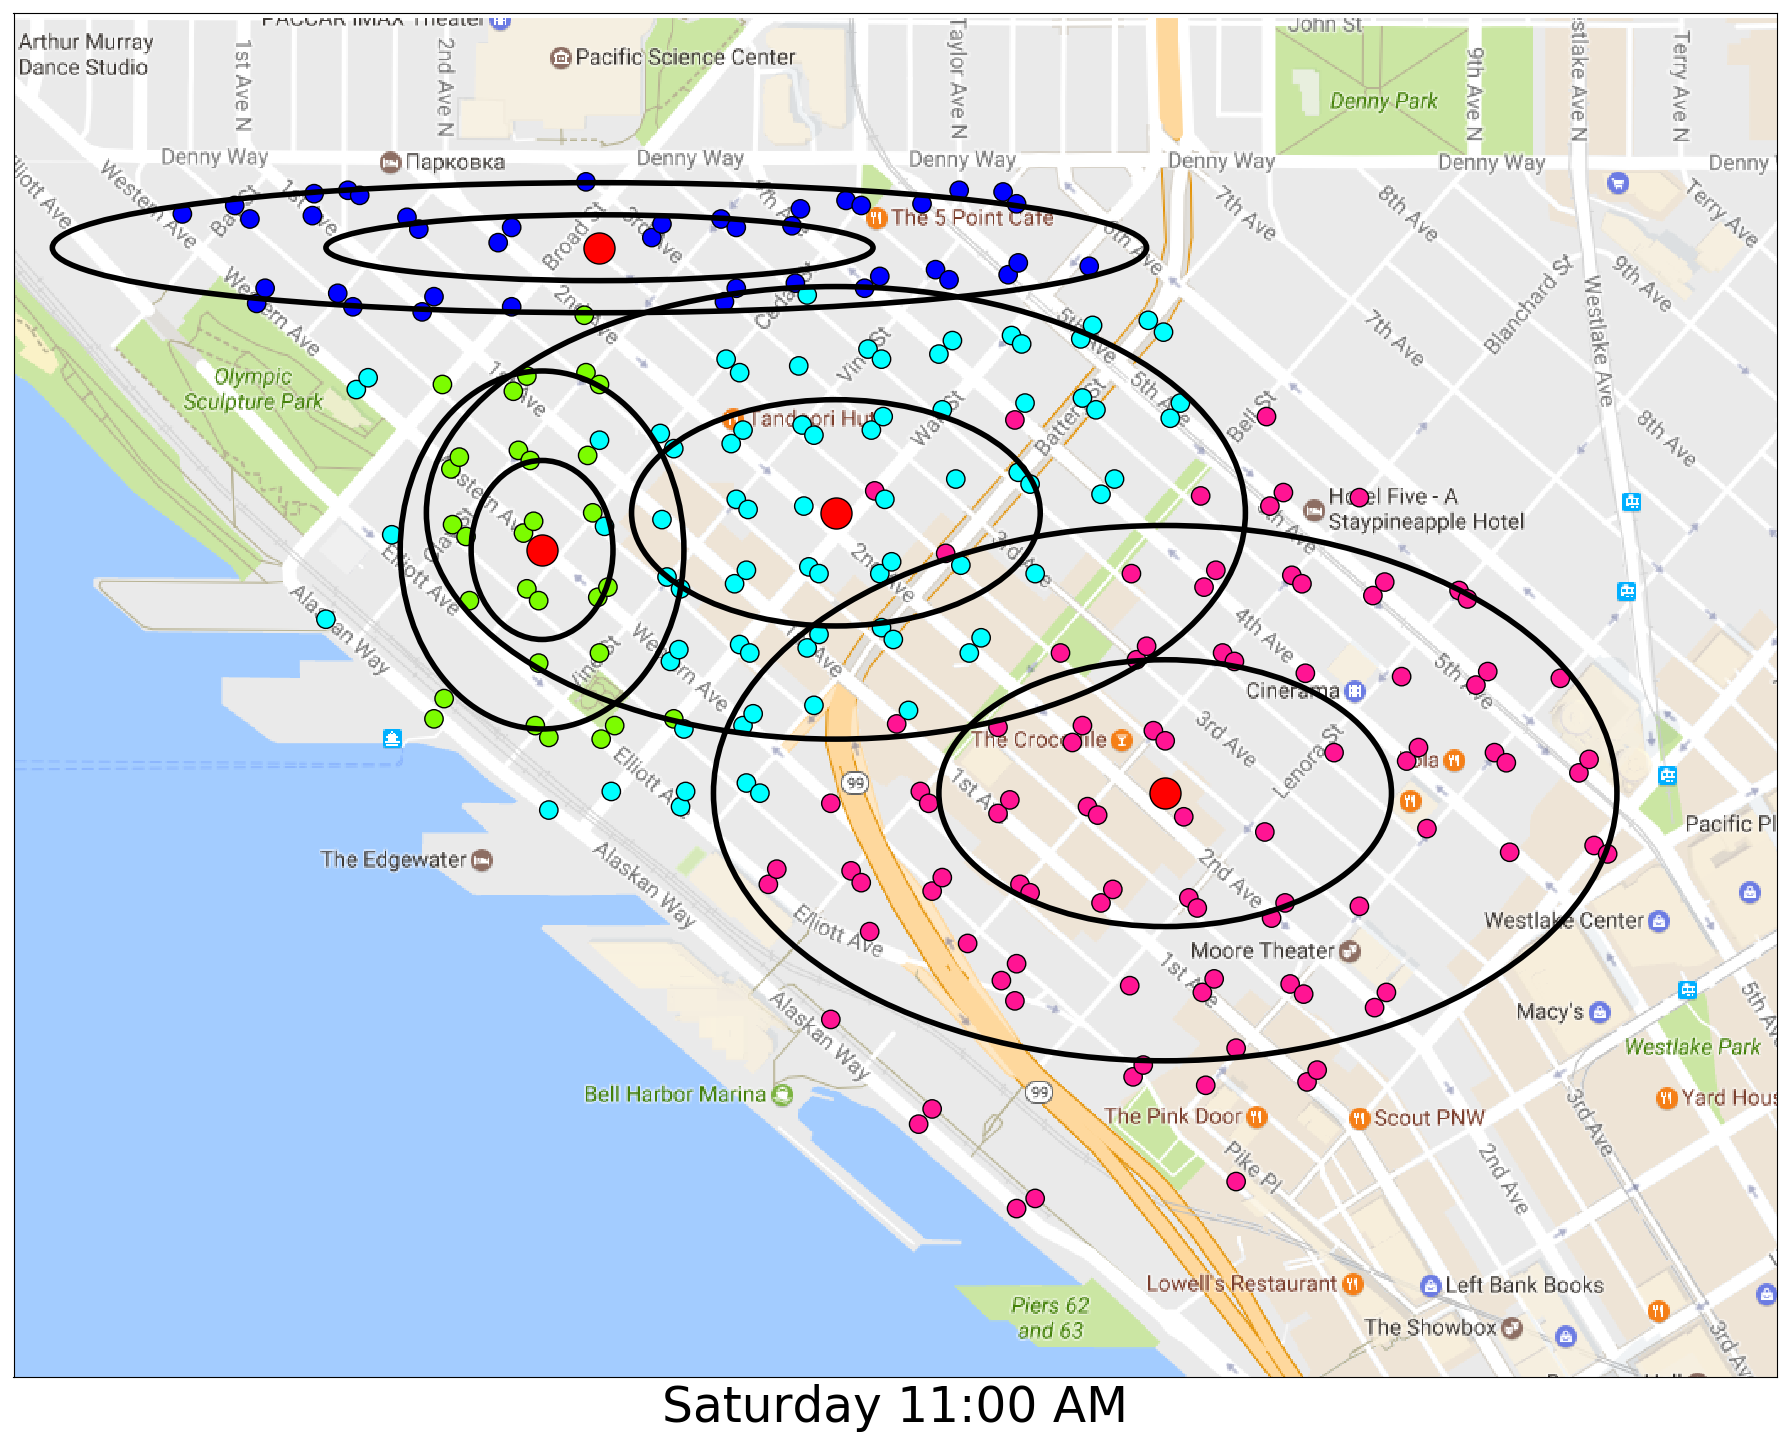 PACCAR IMAX Theater
John St
Arthur Murray
Dance Studio
1st Ave N
2nd Ave N
Pacific Science Center
Taylor Ave N
Denny Park
9th Ave N
Westlake Ave N
Terry Ave N
Denny Way
Парковка
Denny Way
Denny Way
Denny Way
Denny Way
Denny
Elliott Ave
Western Ave
1st Ave
Broad St
3rd Ave
7th Ave
8th Ave
Terry Ave
The 5 Point Cafe
Western Ave
2nd Ave
Cedar St
6th Ave
Blanchard St
9th Ave
Westlake Ave
Olympic
Sculpture Park
1st Ave
Vine St
5th Ave
5th Ave
7th Ave
8th Ave
Tandoori Hut
Wall St
Battery St
Bell St
Western Ave
Clay St
Elliott Ave
Alaskan Way
2nd Ave
3rd Ave
6th Ave
Hotel Five - A
Staypineapple Hotel
Vine St
Western Ave
1st Ave
4th Ave
5th Ave
Cinerama
Elliott Ave
The Crocodile
3rd Ave
Lenora St
Lola
99
1st Ave
Pacific Pl
The Edgewater
Alaskan Way
2nd Ave
Elliott Ave
Westlake Center
Moore Theater
1st Ave
Macy's
5th Ave
Alaskan Way
Westlake Park
Bell Harbor Marina
99
The Pink Door
Scout PNW
3rd Ave
Yard Hous
Pike Pl
2nd Ave
Lowell's Restaurant
Left Bank Books
Piers 62
and 63
The Showbox
3rd Ave
Saturday 11:00 AM